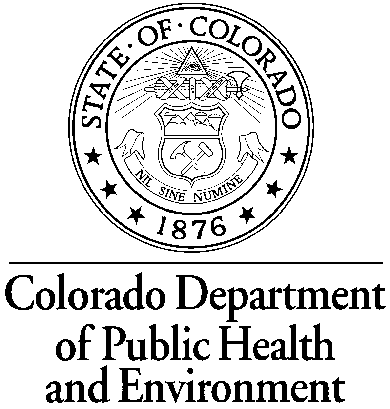 STATE · OF · COLORADO
NIL SINE NUMINE
1876
Colorado Department
of Public Health
and Environment